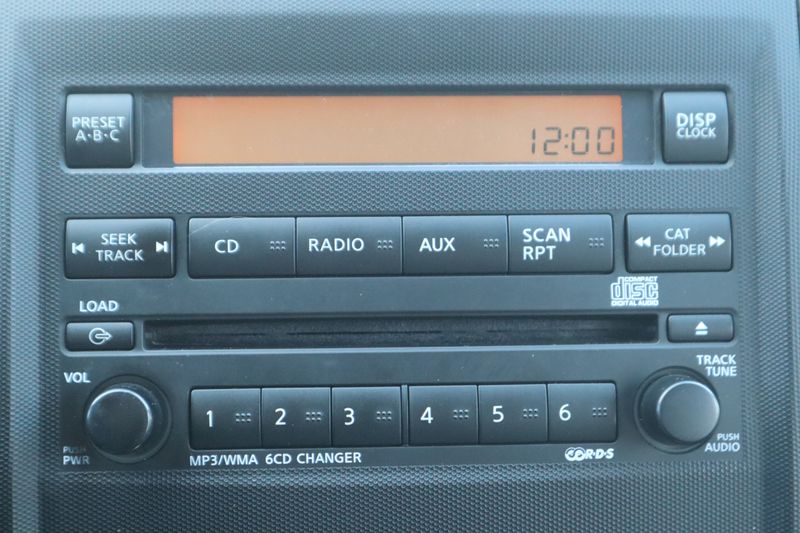 PRESET
A·B·C
12:00
DISP
CLOCK
SEEK
TRACK
CD
RADIO
AUX
SCAN
RPT
CAT
FOLDER
COMPACT
disc
DIGITAL AUDIO
LOAD
VOL
PUSH
PWR
1
2
3
4
5
6
TRACK
TUNE
PUSH
AUDIO
MP3/WMA 6CD CHANGER
R·D·S